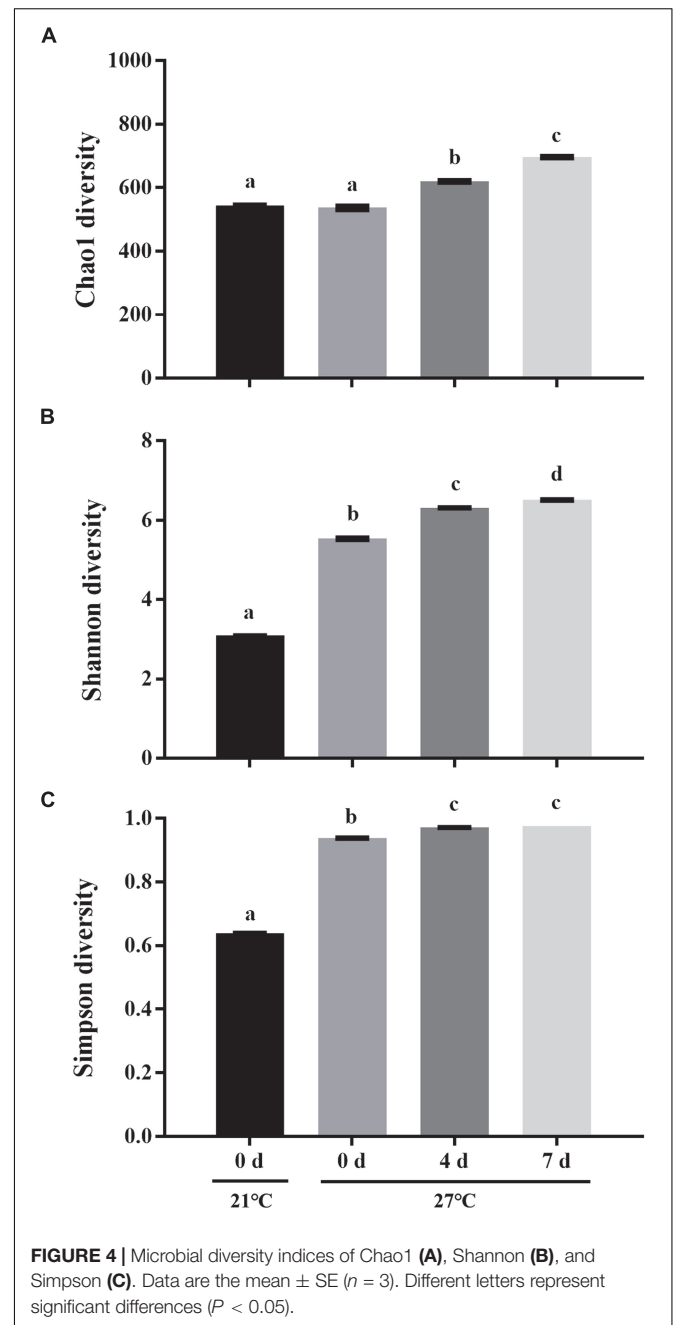 A
1000
800
600
400
200
0
Chao1 diversity
a
a
b
c
B
8
6
4
2
0
Shannon diversity
a
b
c
d
C
1.0
0.8
0.6
0.4
0.2
0.0
Simpson diversity
a
b
c
c
0 d 0 d 4 d 7 d
21°C 27°C
FIGURE 4 | Microbial diversity indices of Chao1 (A), Shannon (B), and
Simpson (C). Data are the mean ± SE (n = 3). Different letters represent
significant differences (P < 0.05).